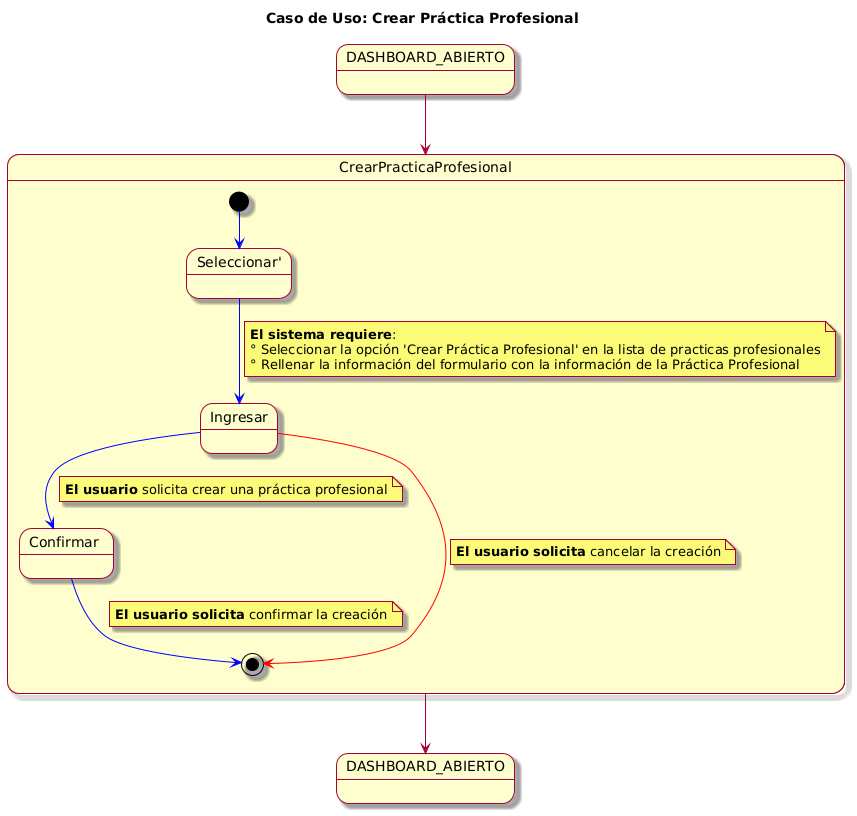 Caso de Uso: Crear Práctica Profesional
DASHBOARD_ABIERTO
CrearPracticaProfesional
Seleccionar'
El sistema requiere:
° Seleccionar la opción 'Crear Práctica Profesional' en la lista de practicas profesionales
° Rellenar la información del formulario con la información de la Práctica Profesional
Ingresar
El usuario solicita crear una práctica profesional
Confirmar
El usuario solicita cancelar la creación
El usuario solicita confirmar la creación
DASHBOARD_ABIERTO